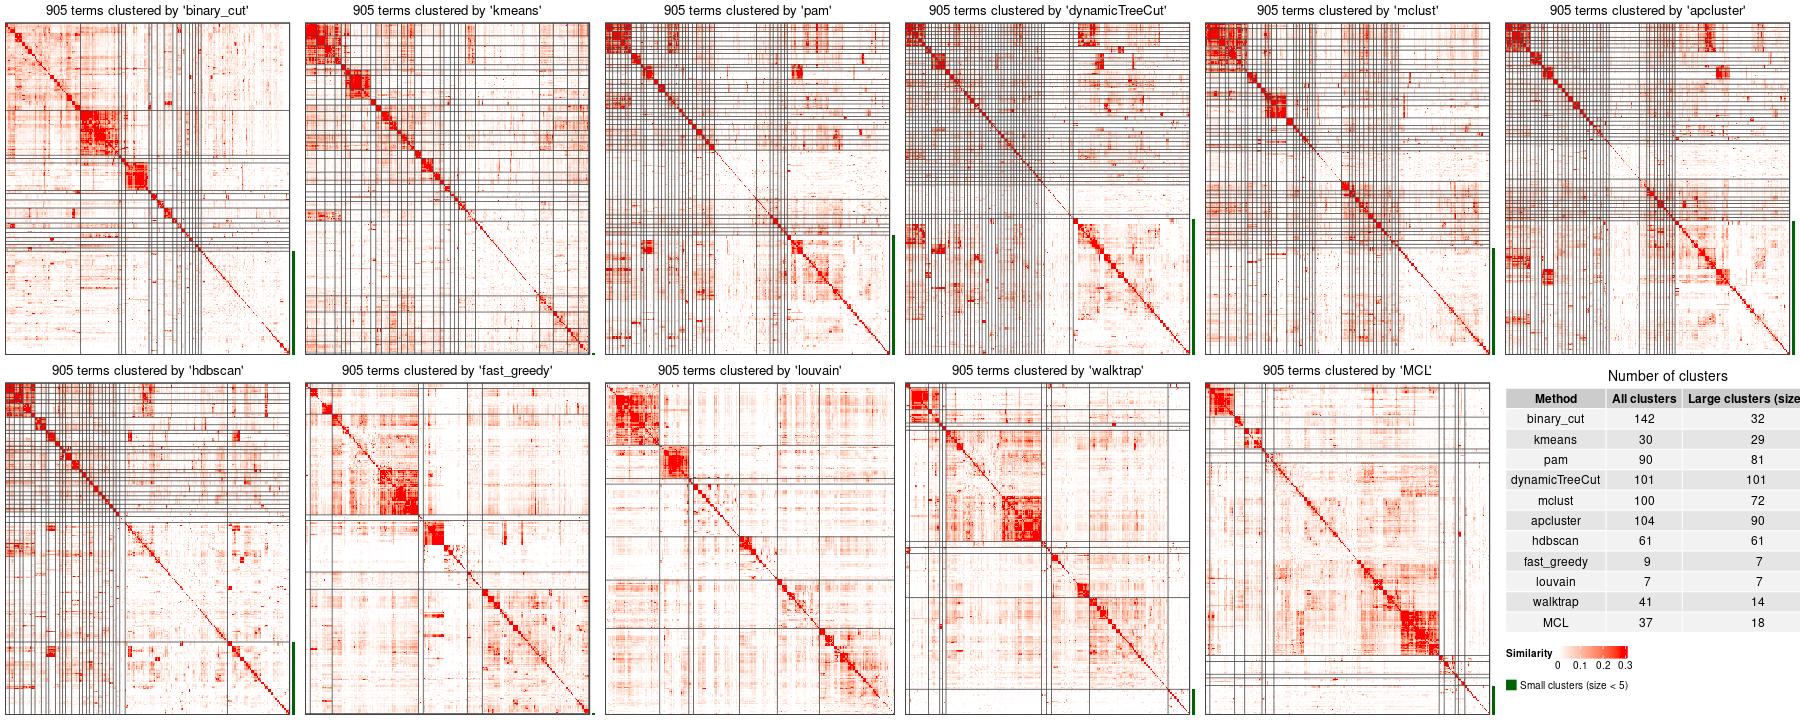 905 terms clustered by 'binary_cut'
905 terms clustered by 'kmeans'
905 terms clustered by 'pam'
905 terms clustered by 'dynamicTreeCut'
905 terms clustered by 'mclust'
905 terms clustered by 'apcluster'
905 terms clustered by 'hdbscan'
905 terms clustered by 'fast_greedy'
905 terms clustered by 'louvain'
905 terms clustered by 'walktrap'
905 terms clustered by 'MCL'
Number of clusters
Method All clusters Large clusters (size
binary_cut 142 32
kmeans 30 29
pam 90 81
dynamicTreeCut 101 101
mclust 100 72
apcluster 104 90
hdbscan 61 61
fast_greedy 9 7
louvain 7 7
walktrap 41 14
MCL 37 18
Similarity
0 0.1 0.2 0.3
Small clusters (size < 5)